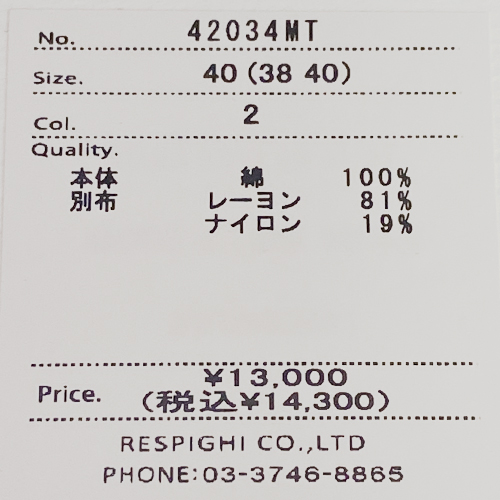 No. 42034MT
Size. 40 (38 40)
Col. 2
Quality.
本体 綿 100%
別布 レーヨン 81%
ナイロン 19%
¥13,000
Price. (税込¥14,300)
RESPIGHI CO.,LTD
PHONE:03-3746-8865